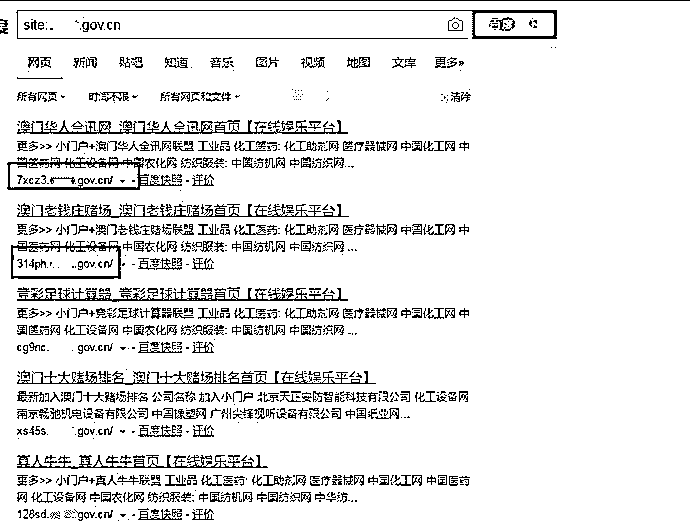 site: .gov.cn
网页 新闻 贴吧 知道 音乐 图片 视频 地图 文库 更多»
所有网页 时间不限 所有网页和文件 清除
澳门华人全讯网_澳门华人全讯网首页【在线娱乐平台】
更多>> 小门户+澳门华人全讯网联盟 工业品 化工医药: 化工助剂网 医疗器械网 中国化工网 中
国医药网 化工设备网 中国农化网 纺织服装: 中国纺机网 中国纺织网...
7xcz3. .gov.cn/ - 百度快照 - 评价
澳门老钱庄赌场_澳门老钱庄赌场首页【在线娱乐平台】
更多>> 小门户+澳门老钱庄赌场联盟 工业品 化工医药: 化工助剂网 医疗器械网 中国化工网 中
国医药网 化工设备网 中国农化网 纺织服装: 中国纺机网 中国纺织网...
314ph. .gov.cn/ - 百度快照 - 评价
竞彩足球计算器_竞彩足球计算器首页【在线娱乐平台】
更多>> 小门户+竞彩足球计算器联盟 工业品 化工医药: 化工助剂网 医疗器械网 中国化工网 中
国医药网 化工设备网 中国农化网 纺织服装: 中国纺机网 中国纺织网 ...
cg9nc. .gov.cn/ - 百度快照 - 评价
澳门十大赌场排名_澳门十大赌场排名首页【在线娱乐平台】
最新加入澳门十大赌场排名 公司名称 加入小门户 北京天正安防智能科技有限公司 化工设备网
南京 机电设备有限公司 中国橡塑网 广州尖锋视听设备有限公司 中国纸业网...
xs45s. .gov.cn/ - 百度快照 - 评价
真人牛牛_真人牛牛首页【在线娱乐平台】
更多>> 小门户+真人牛牛联盟 工业品 化工医药: 化工助剂网 医疗器械网 中国化工网 中国医药
网 化工设备网 中国农化网 纺织服装: 中国纺机网 中国纺织网 中华纺...
128sd. .gov.cn/ - 百度快照 - 评价